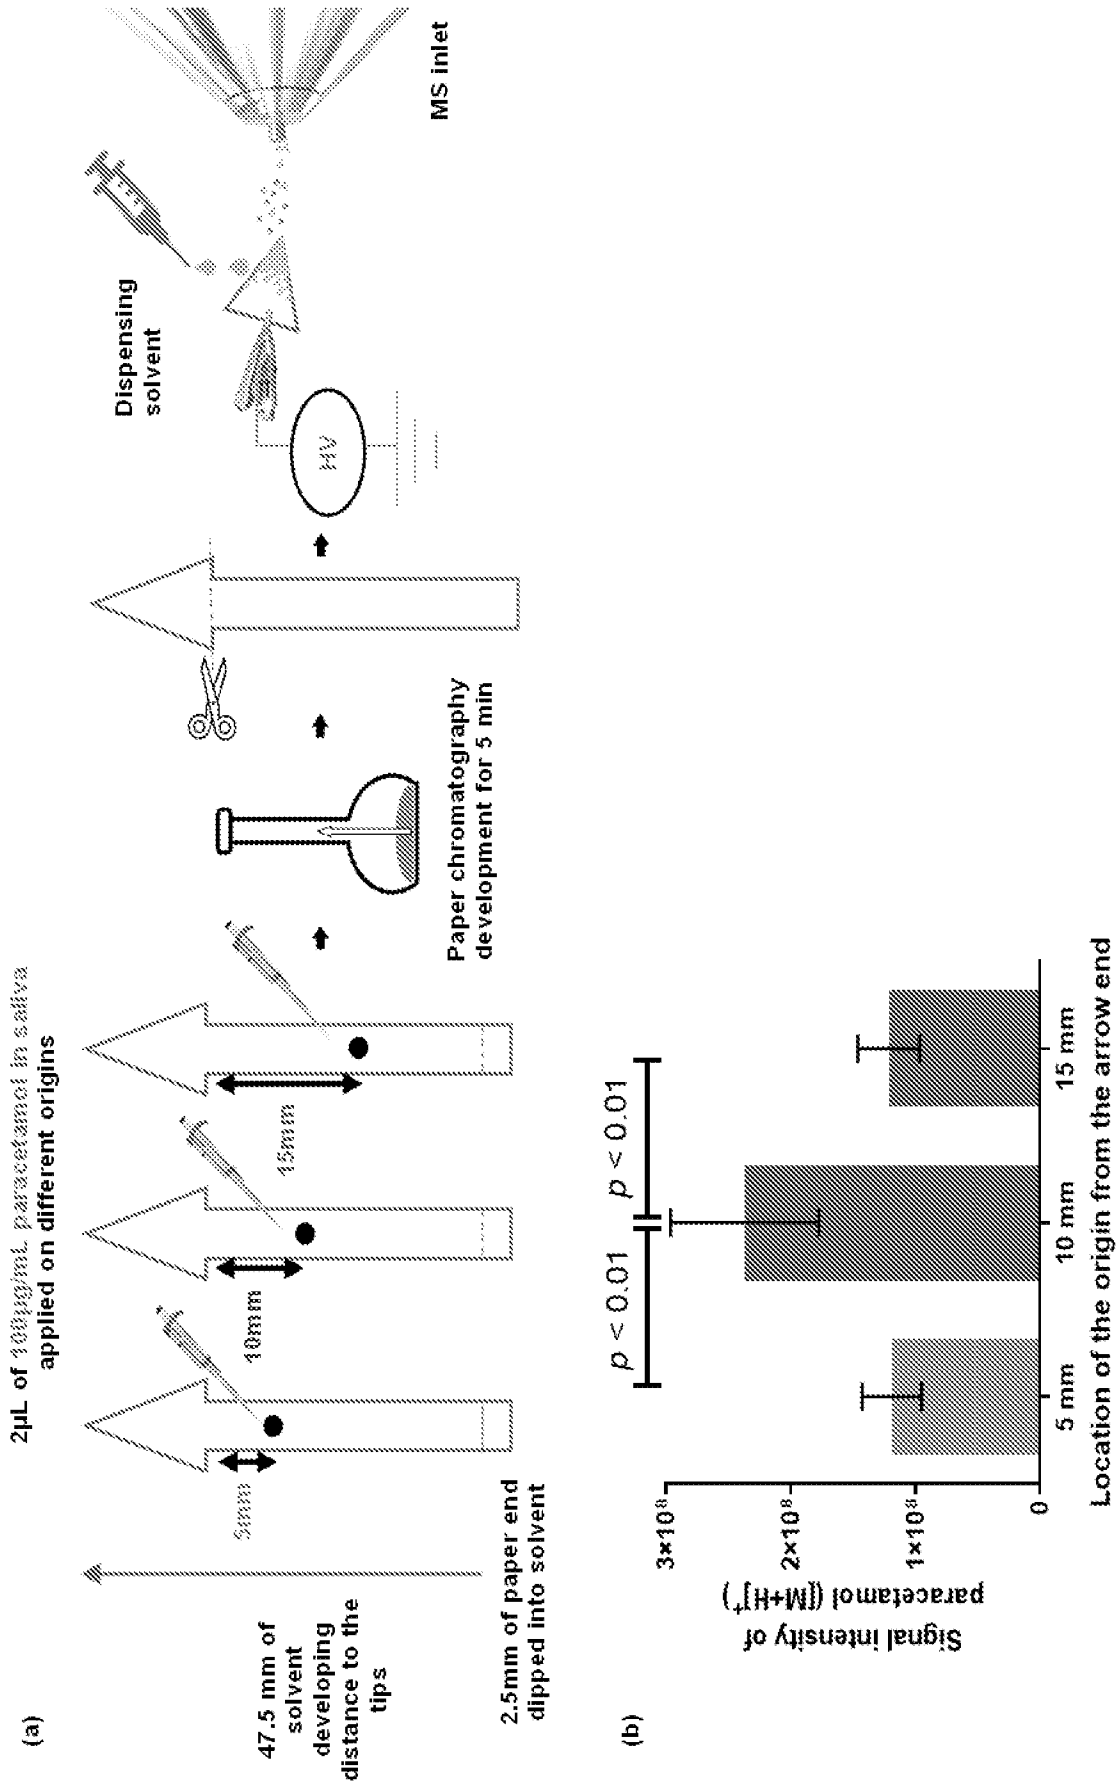 (a)
2µL of 100µg/mL paracetamol in saliva
applied on different origins
47.5 mm of
solvent
developing
distance to the
tips
2.5mm of paper end
dipped into solvent
5mm
10mm
15mm
Paper chromatography
development for 5 min
HV
Dispensing
solvent
MS inlet
(b)
Signal intensity of
paracetamol ([M+H]⁺)
3×10⁸
2×10⁸
1×10⁸
0
p < 0.01
p < 0.01
5 mm
10 mm
15 mm
Location of the origin from the arrow end